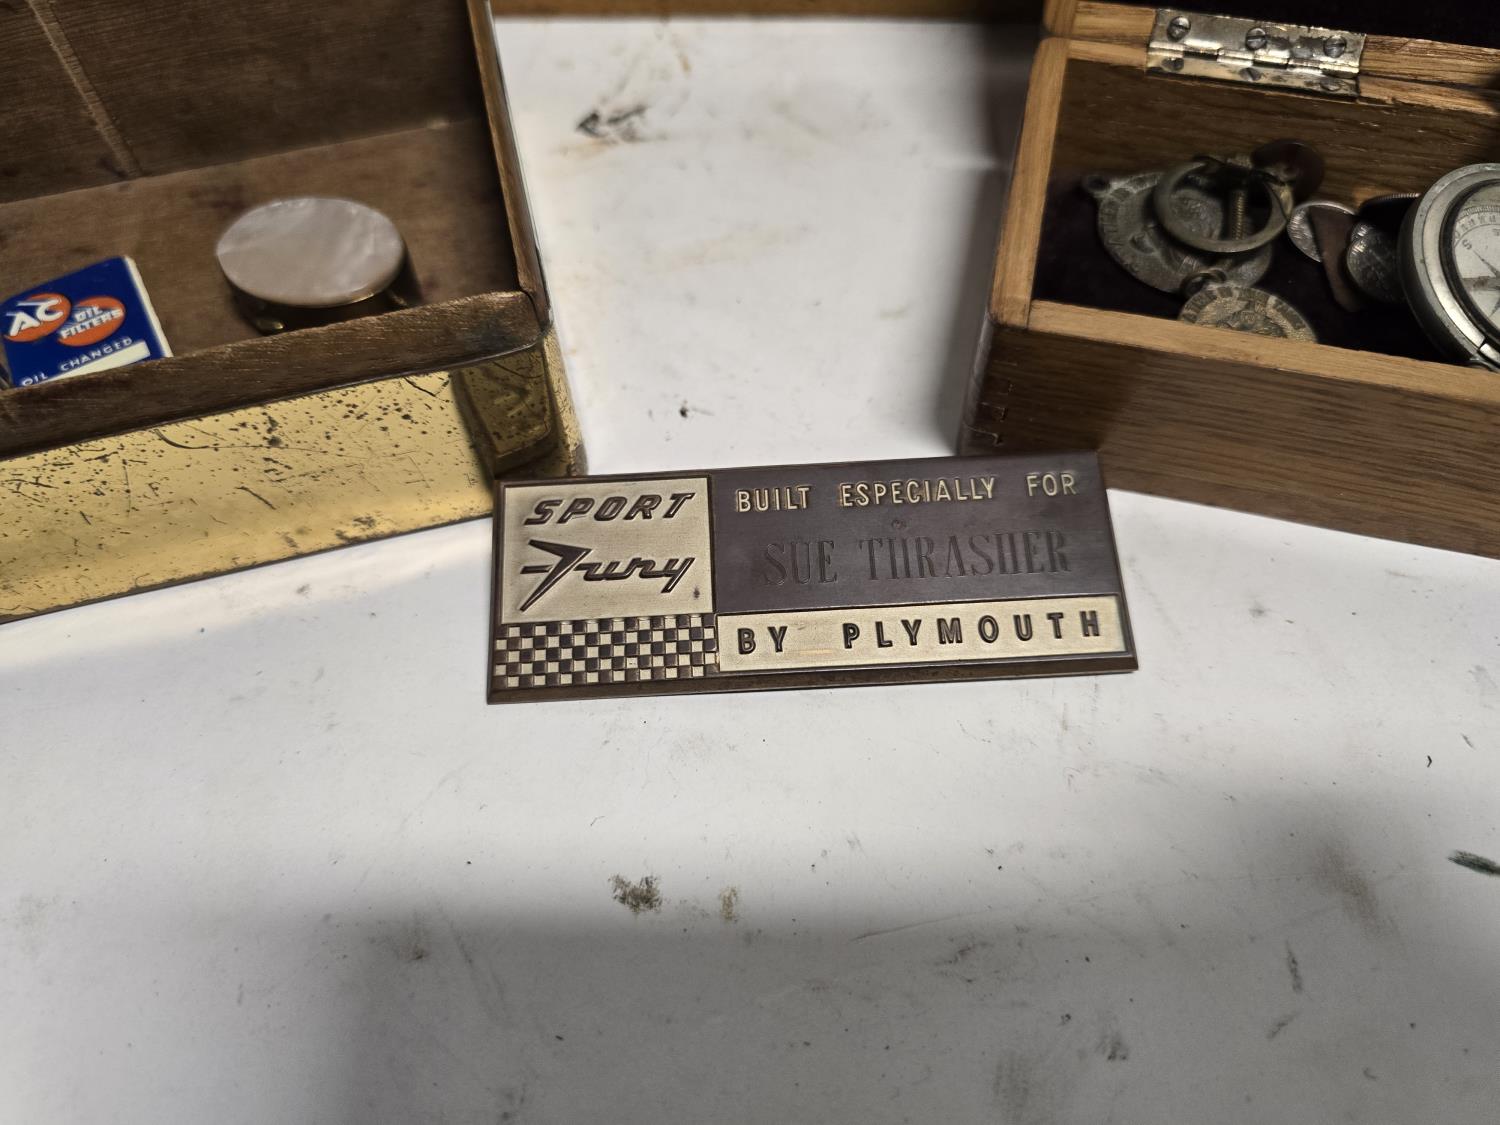 AC
OIL
FILTERS
OIL CHANGED
SPORT
Fury
BUILT ESPECIALLY FOR
SUE THRASHER
BY PLYMOUTH
S